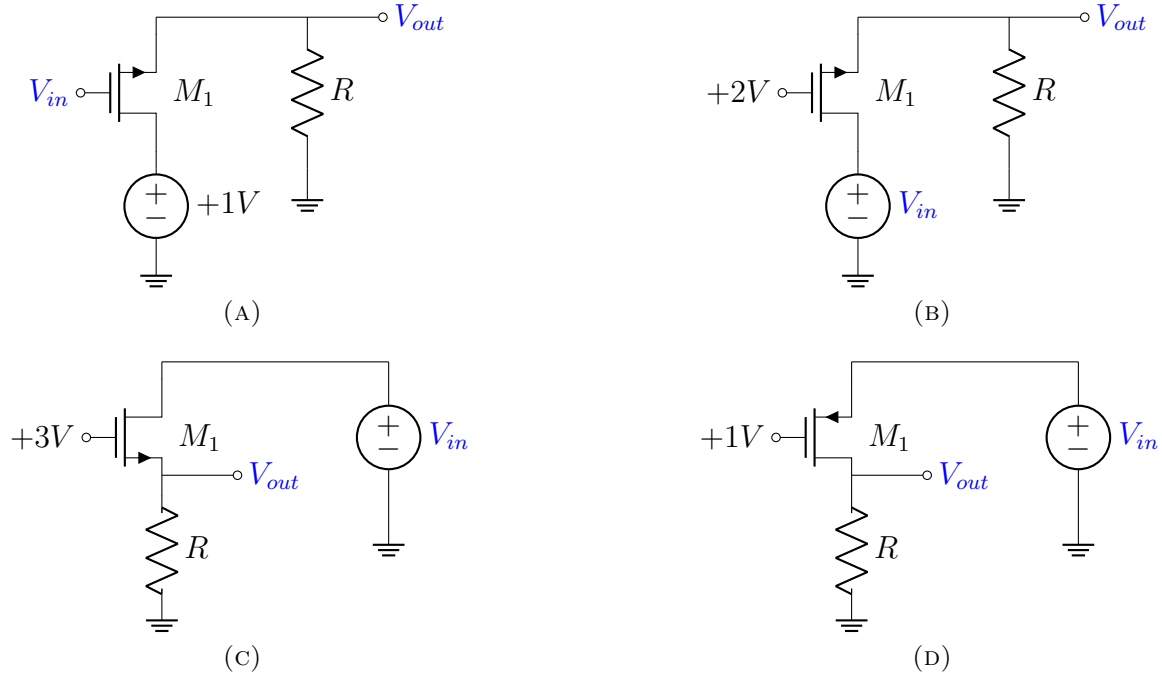 V_out
V_in
M_1
R
+1V
+
−
(A)
V_out
+2V
M_1
R
+
−
V_in
(B)
+3V
M_1
V_out
R
+
−
V_in
(C)
+1V
M_1
V_out
R
+
−
V_in
(D)